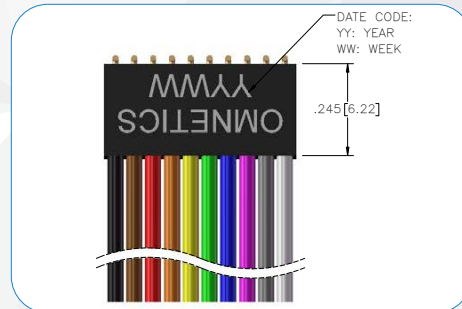 DATE CODE:
YY: YEAR
WW: WEEK
YYWW
OMNETICS
.245[6.22]